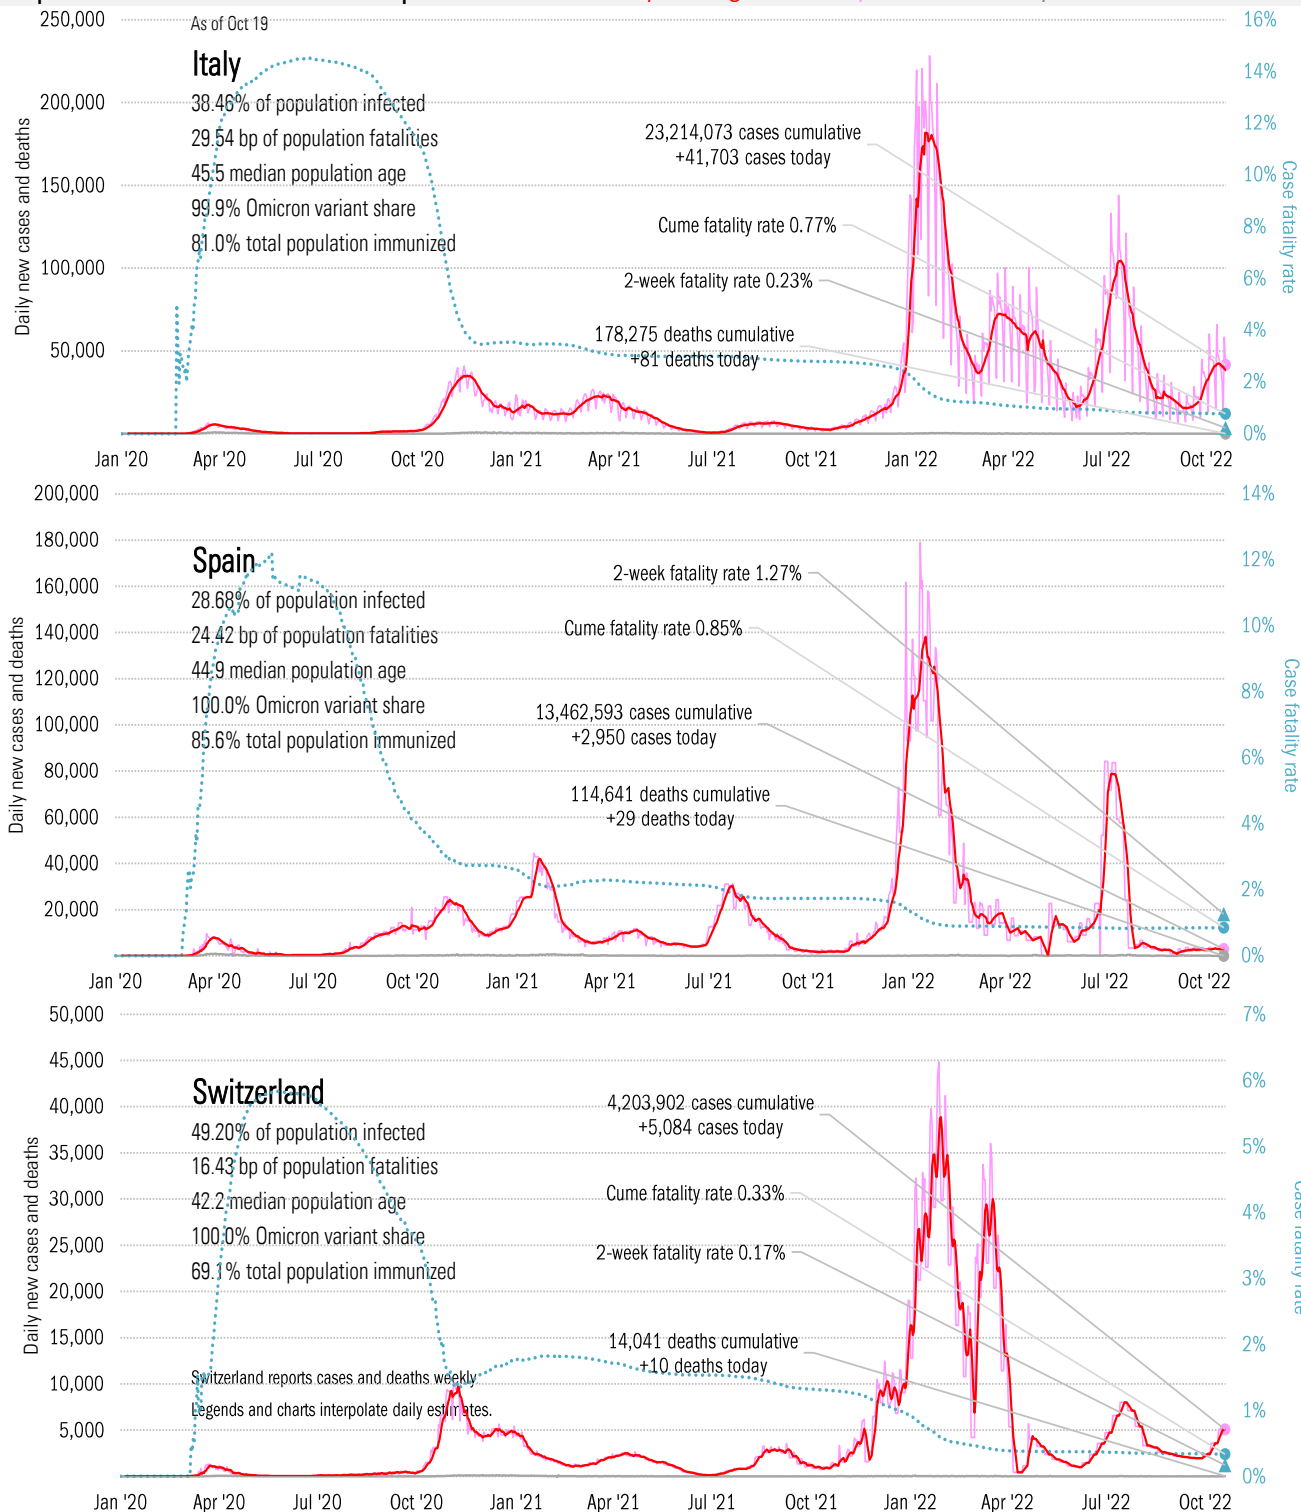 250,000
As of Oct 19
16%
Italy
14%
38.46% of population infected
200,000
29.54 bp of population fatalities
12%
23,214,073 cases cumulative
+41,703 cases today
45.5 median population age
10%
150,000
99.9% Omicron variant share
Cume fatality rate 0.77%
8%
81.0% total population immunized
100,000
2-week fatality rate 0.23%
6%
178,275 deaths cumulative
+81 deaths today
4%
50,000
2%
0%
Daily new cases and deaths
Case fatality rate
Jan '20 Apr '20 Jul '20 Oct '20 Jan '21 Apr '21 Jul '21 Oct '21 Jan '22 Apr '22 Jul '22 Oct '22
200,000
14%
180,000
Spain
12%
2-week fatality rate 1.27%
160,000
28.68% of population infected
24.42 bp of population fatalities
Cume fatality rate 0.85%
10%
140,000
44.9 median population age
120,000
100.0% Omicron variant share
8%
13,462,593 cases cumulative
+2,950 cases today
100,000
85.6% total population immunized
6%
80,000
114,641 deaths cumulative
+29 deaths today
60,000
4%
40,000
2%
20,000
0%
Daily new cases and deaths
Case fatality rate
Jan '20 Apr '20 Jul '20 Oct '20 Jan '21 Apr '21 Jul '21 Oct '21 Jan '22 Apr '22 Jul '22 Oct '22
50,000
7%
45,000
Switzerland
6%
40,000
49.20% of population infected
4,203,902 cases cumulative
+5,084 cases today
35,000
16.43 bp of population fatalities
5%
42.2 median population age
Cume fatality rate 0.33%
30,000
4%
100.0% Omicron variant share
2-week fatality rate 0.17%
25,000
69.1% total population immunized
3%
20,000
15,000
14,041 deaths cumulative
+10 deaths today
2%
Switzerland reports cases and deaths weekly
Legends and charts interpolate daily estimates.
10,000
1%
5,000
0%
Daily new cases and deaths
Case fatality rate
Jan '20 Apr '20 Jul '20 Oct '20 Jan '21 Apr '21 Jul '21 Oct '21 Jan '22 Apr '22 Jul '22 Oct '22